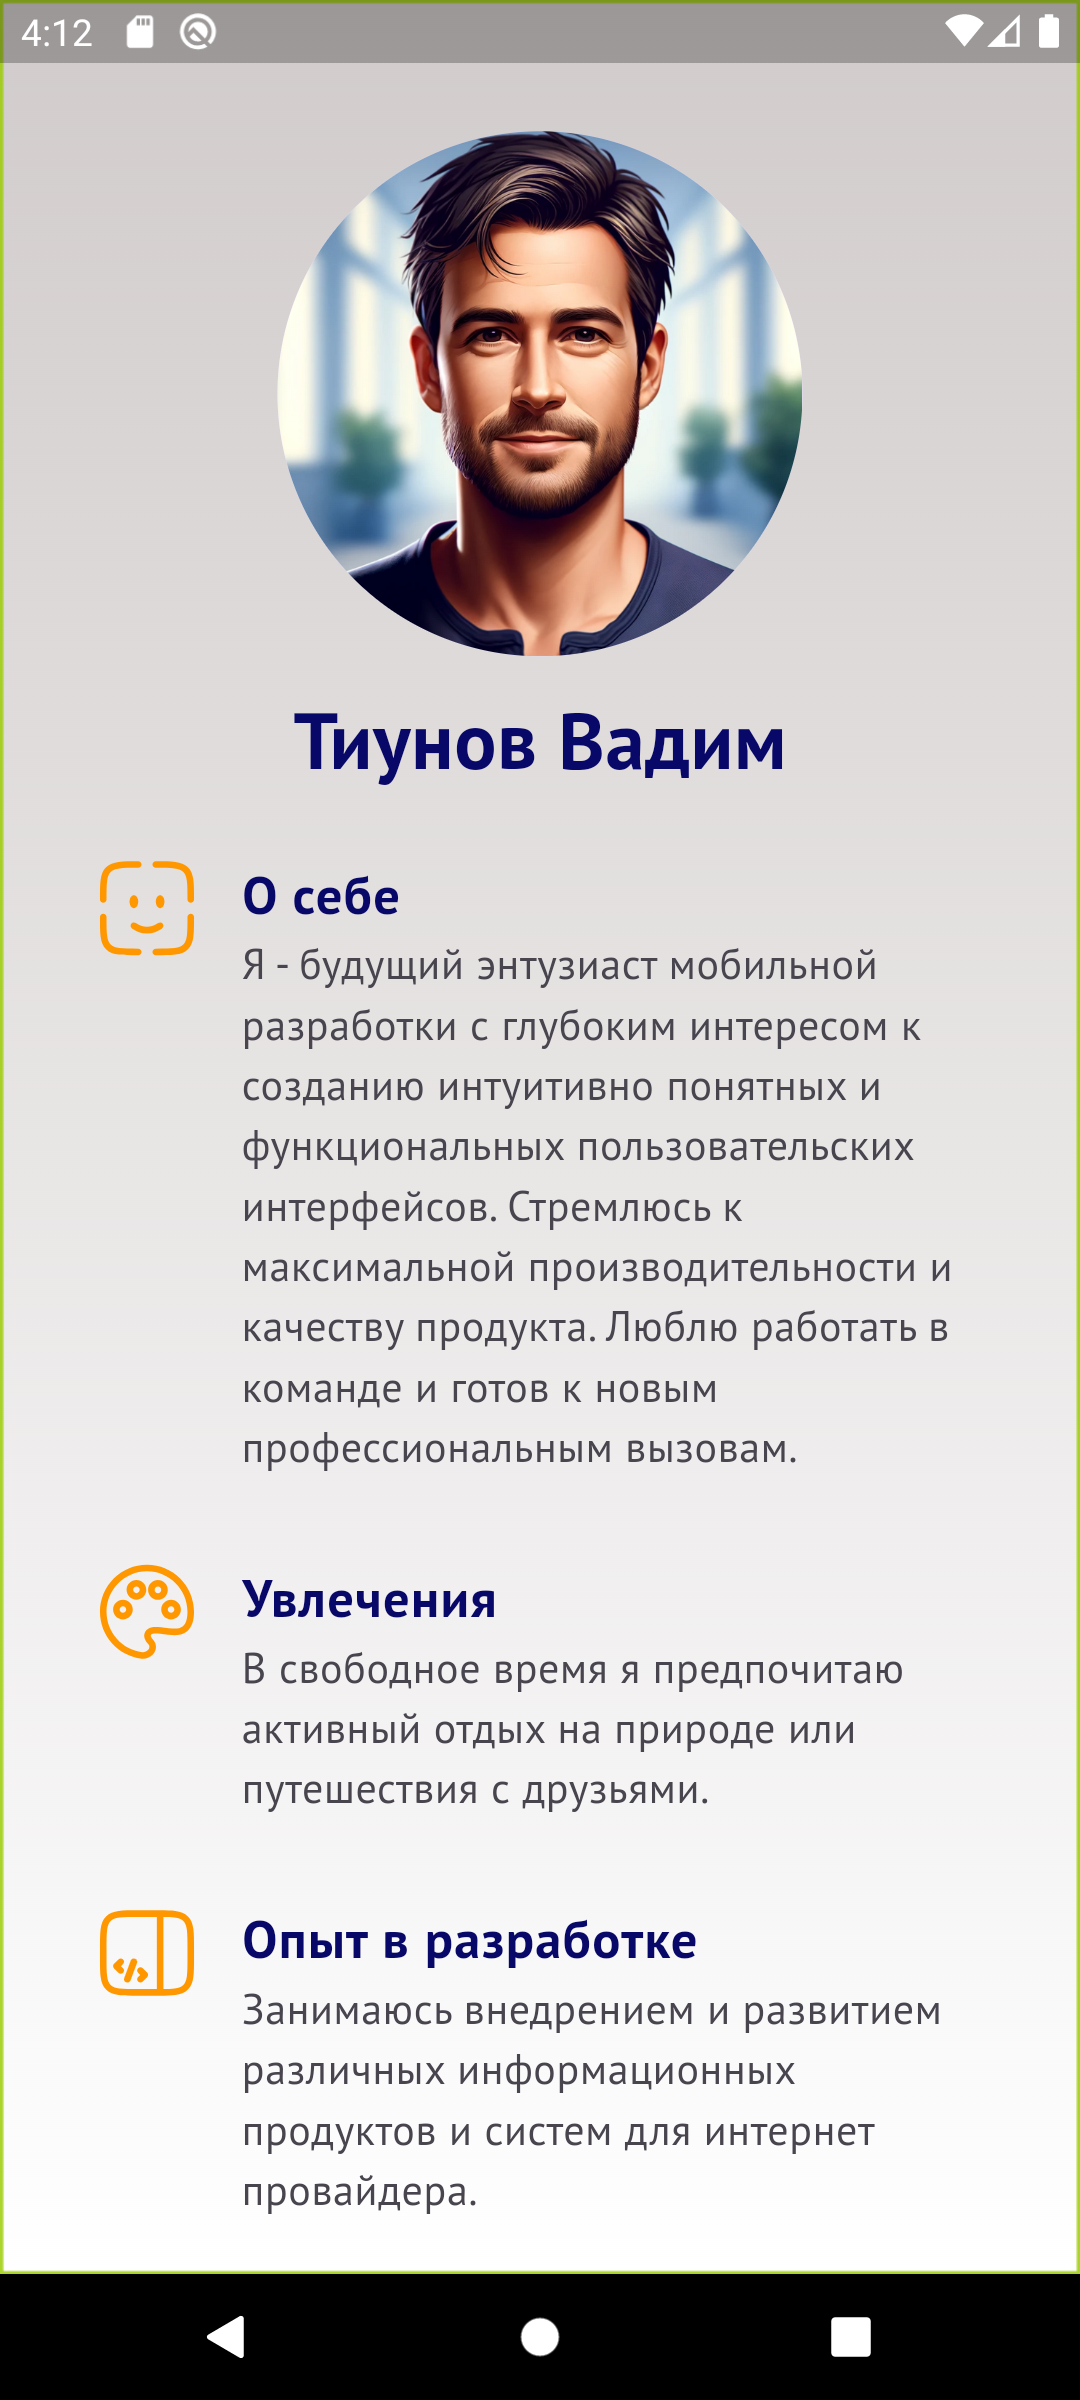 4:12
Тиунов Вадим
О себе
Я - будущий энтузиаст мобильной
разработки с глубоким интересом к
созданию интуитивно понятных и
функциональных пользовательских
интерфейсов. Стремлюсь к
максимальной производительности и
качеству продукта. Люблю работать в
команде и готов к новым
профессиональным вызовам.
Увлечения
В свободное время я предпочитаю
активный отдых на природе или
путешествия с друзьями.
Опыт в разработке
Занимаюсь внедрением и развитием
различных информационных
продуктов и систем для интернет
провайдера.